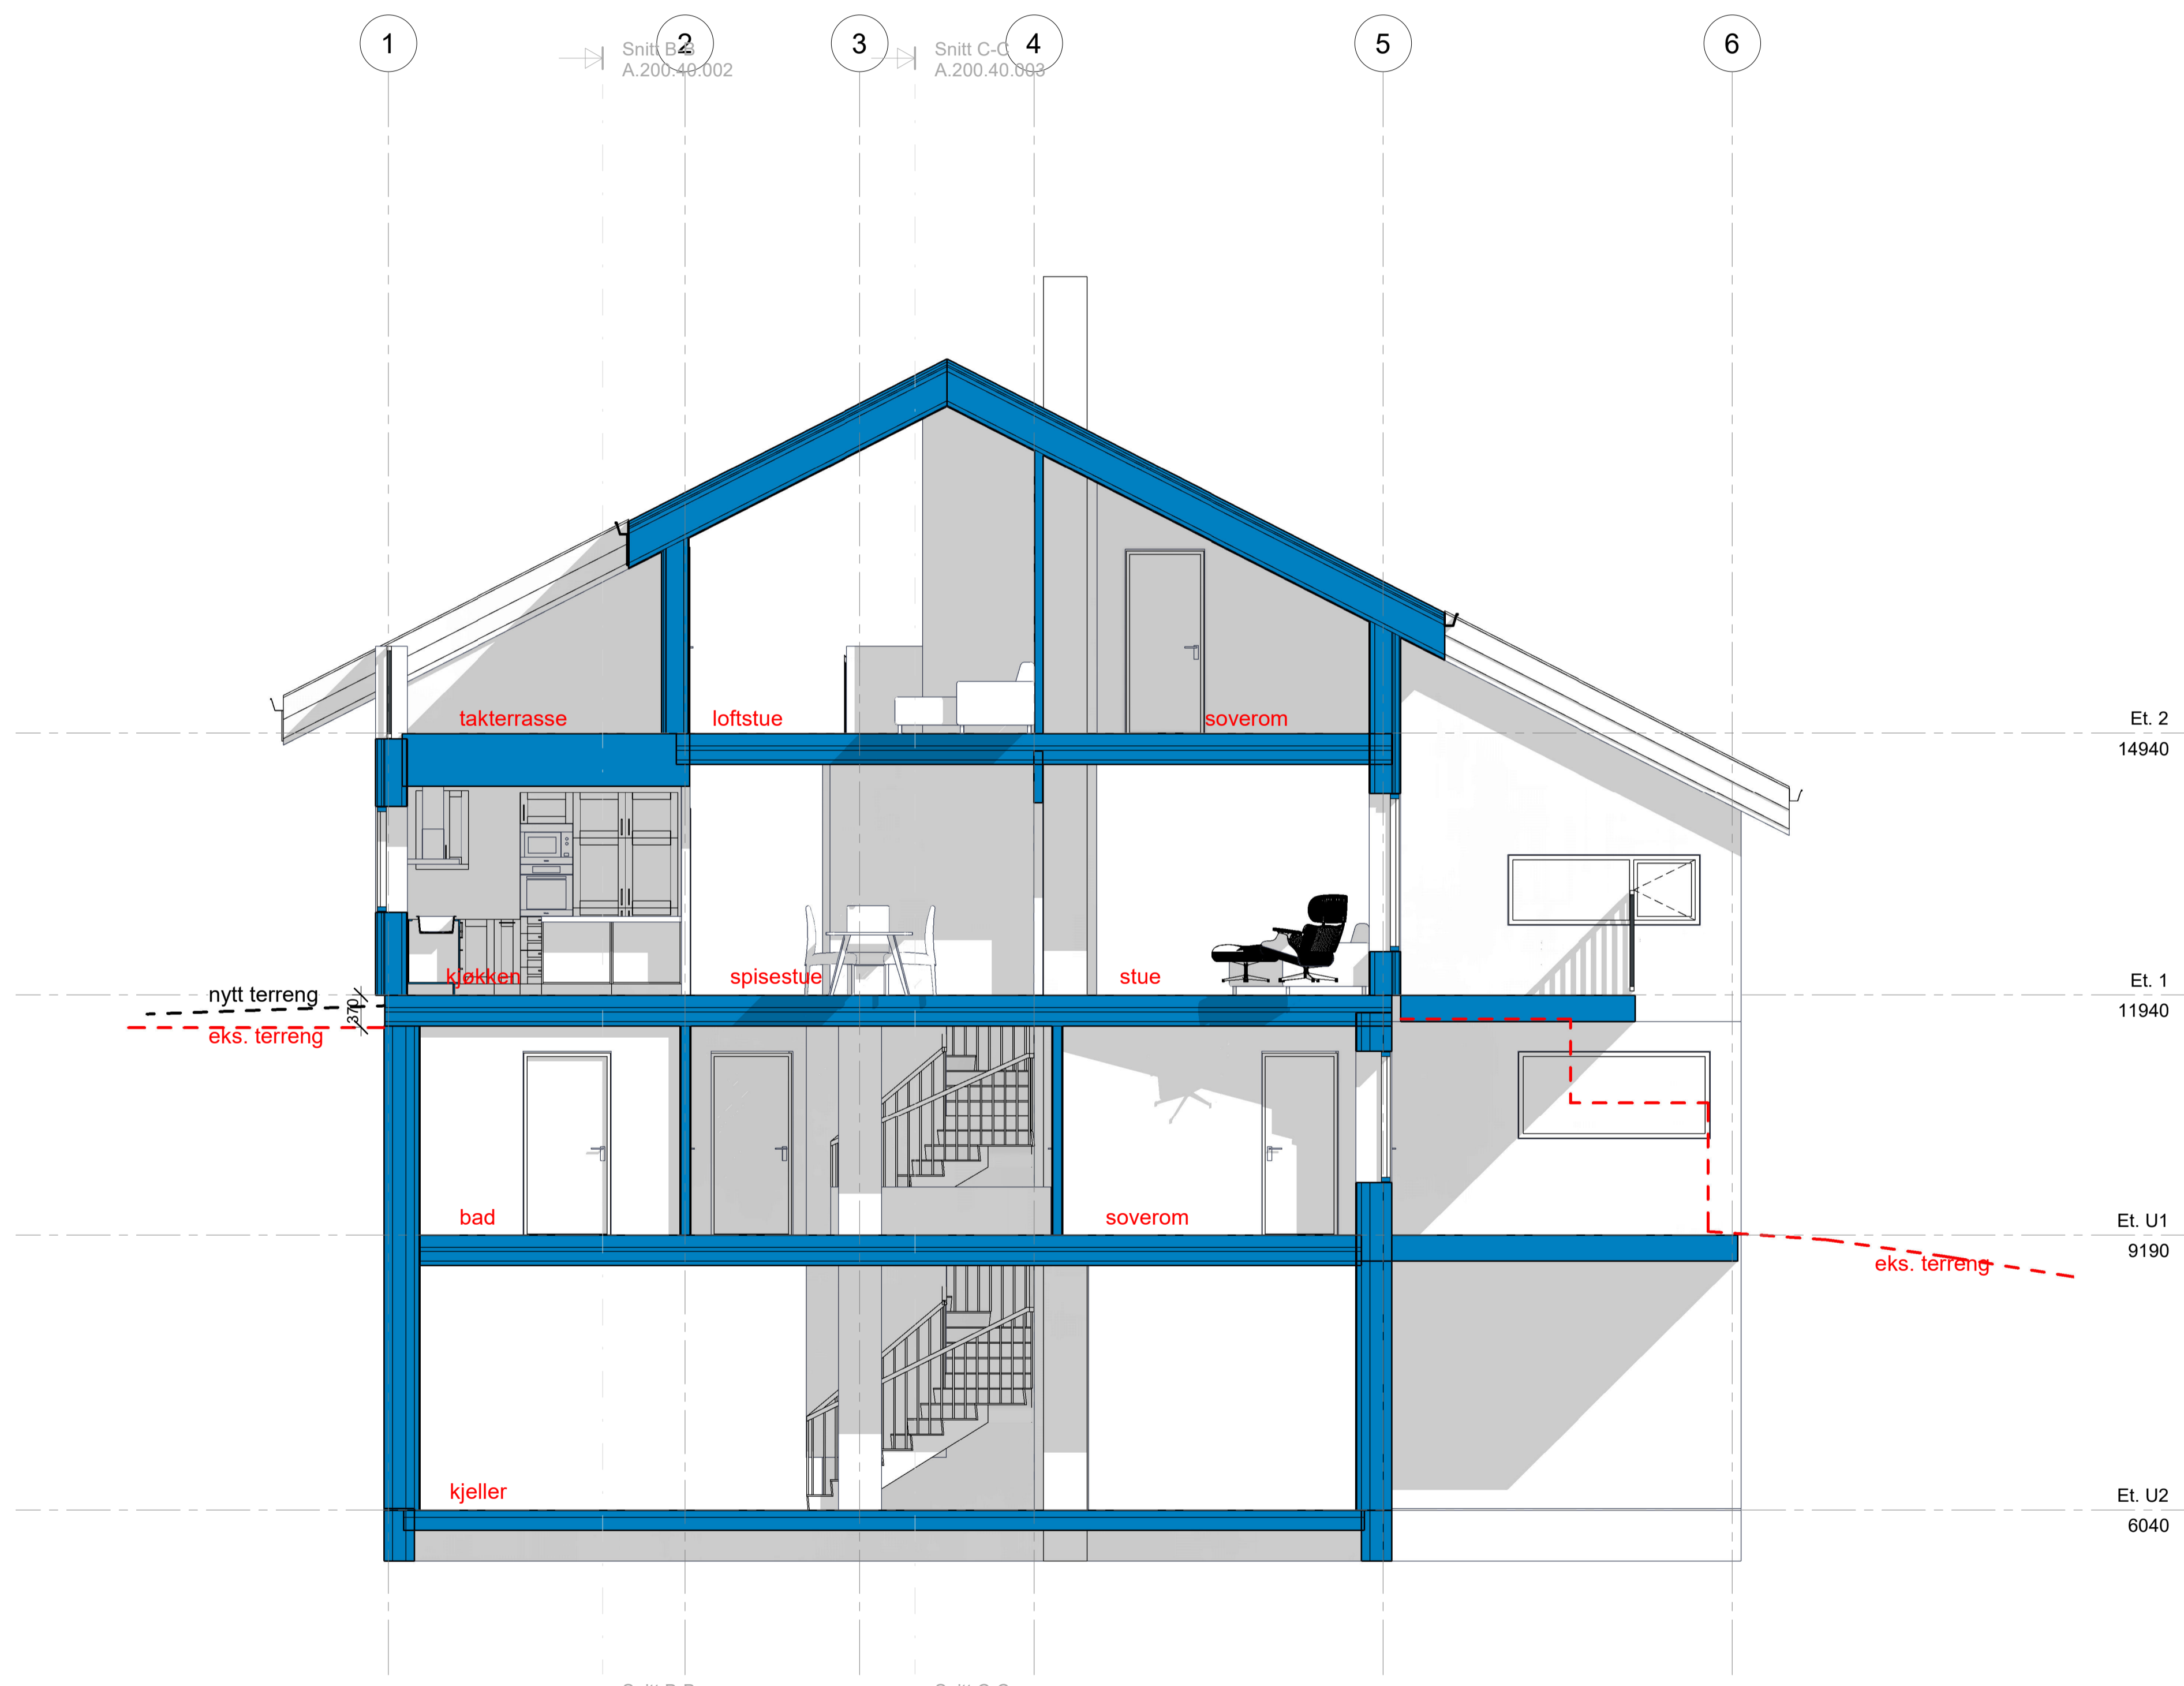 1
2
3
4
5
6
Snitt B-B
A.200.40.002
Snitt C-C
A.200.40.003
takterrasse
loftstue
soverom
Et. 2
14940
kjøkken
spisestue
stue
Et. 1
11940
nytt terreng
370
eks. terreng
bad
soverom
Et. U1
9190
eks. terreng
kjeller
Et. U2
6040